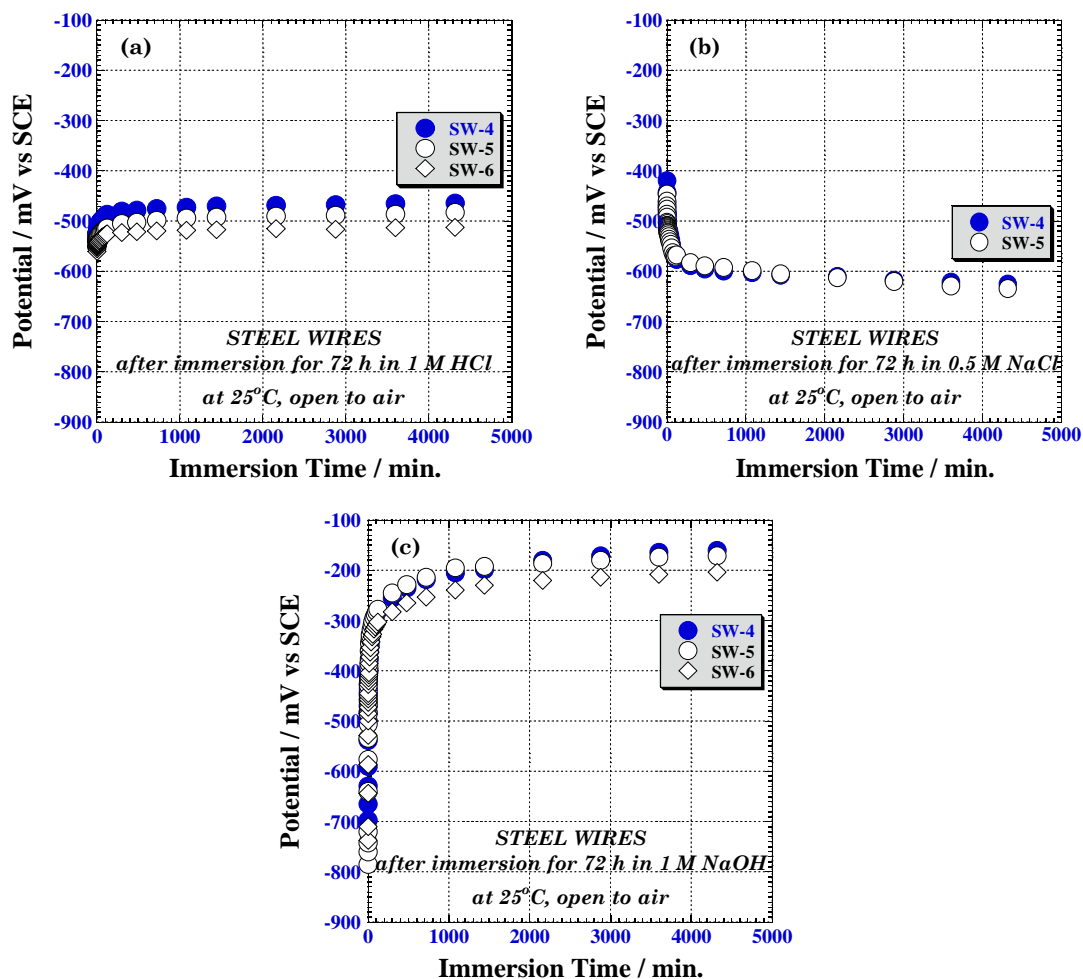 (a)
Potential / mV vs SCE
-100
-200
-300
-400
-500
-600
-700
-800
-900
SW-4
SW-5
SW-6
STEEL WIRES
after immersion for 72 h in 1 M HCl
at 25°C, open to air
0 1000 2000 3000 4000 5000
Immersion Time / min.
(b)
Potential / mV vs SCE
-100
-200
-300
-400
-500
-600
-700
-800
-900
SW-4
SW-5
STEEL WIRES
after immersion for 72 h in 0.5 M NaCl
at 25°C, open to air
0 1000 2000 3000 4000 5000
Immersion Time / min.
(c)
Potential / mV vs SCE
-100
-200
-300
-400
-500
-600
-700
-800
-900
SW-4
SW-5
SW-6
STEEL WIRES
after immersion for 72 h in 1 M NaOH
at 25°C, open to air
0 1000 2000 3000 4000 5000
Immersion Time / min.